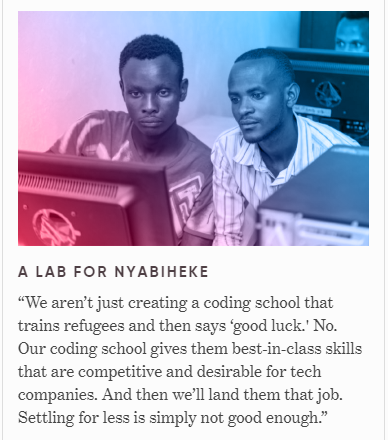 A LAB FOR NYABIHEKE
“We aren’t just creating a coding school that
trains refugees and then says ‘good luck.' No.
Our coding school gives them best-in-class skills
that are competitive and desirable for tech
companies. And then we’ll land them that job.
Settling for less is simply not good enough.”